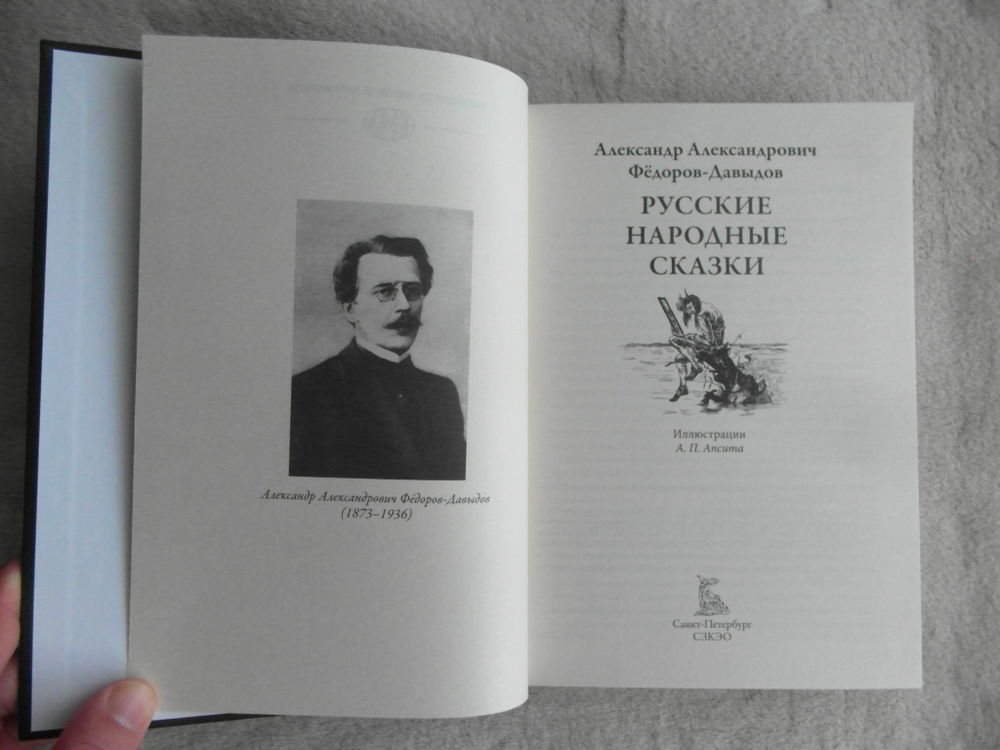 Александр Александрович Фёдоров-Давыдов
(1873–1936)
Александр Александрович
Фёдоров-Давыдов
РУССКИЕ
НАРОДНЫЕ
СКАЗКИ
Иллюстрации
А. П. Апсита
Санкт-Петербург
СЗКЭО